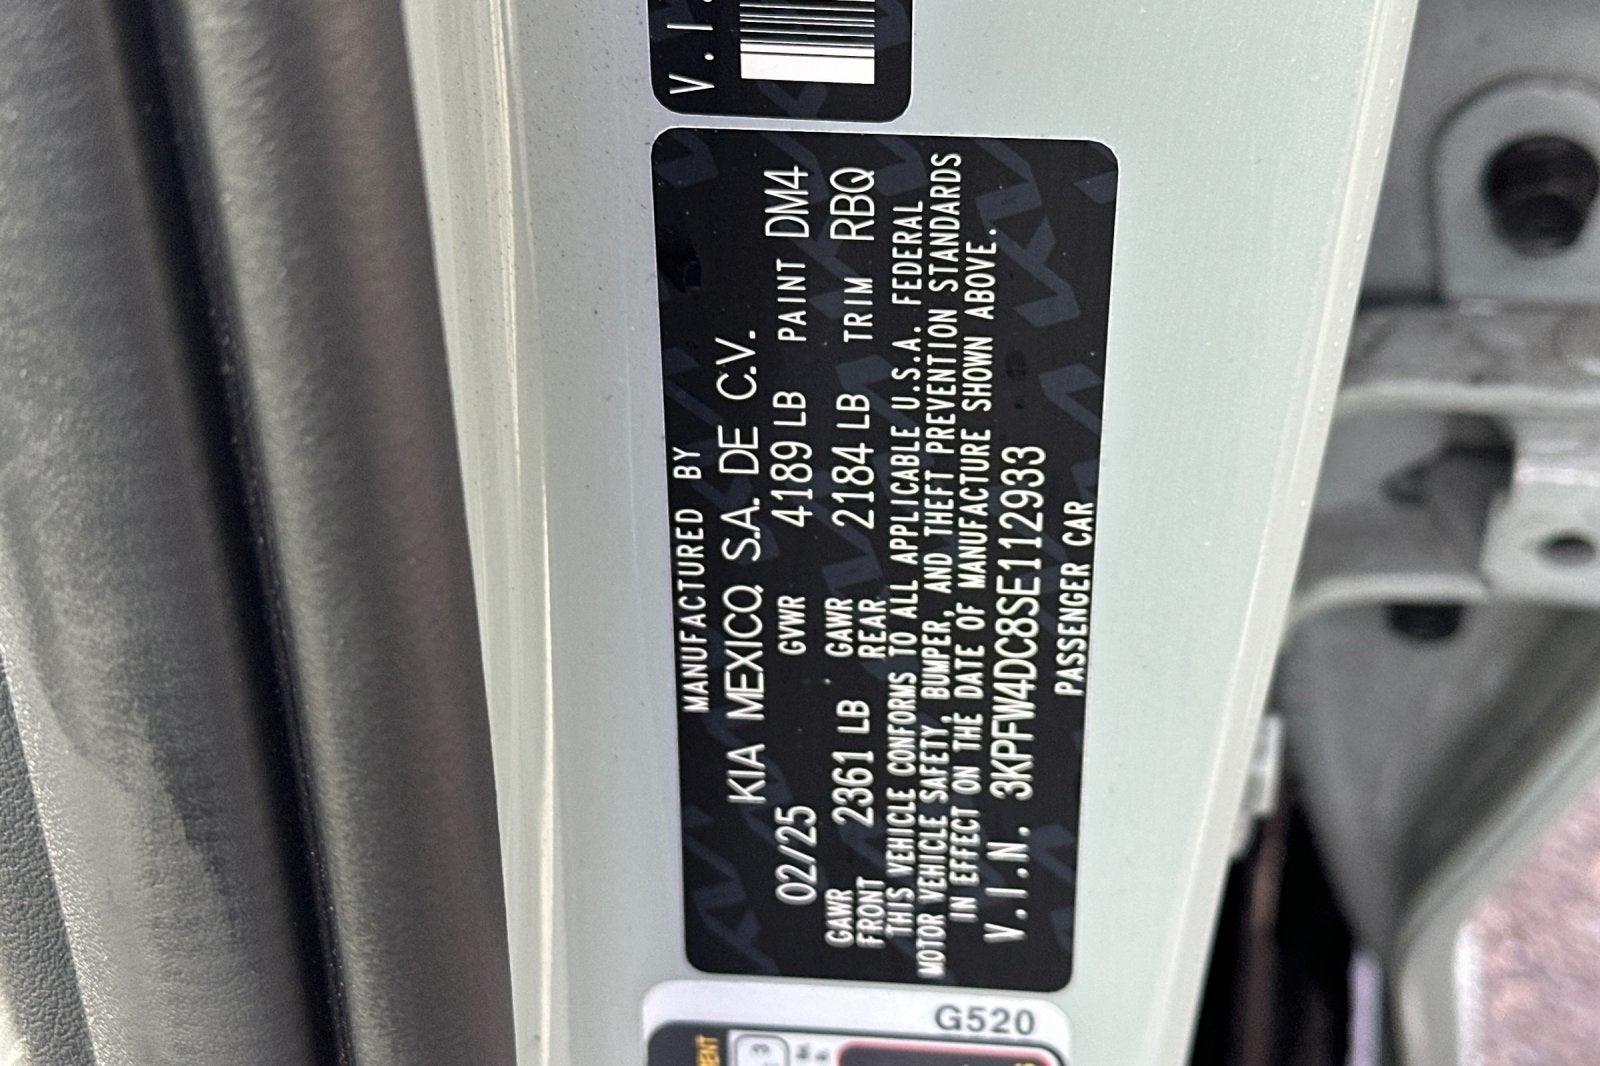 V.I.
MANUFACTURED BY
KIA MEXICO, S.A. DE C.V.
02/25 GVWR 4189 LB PAINT DM4
GAWR FRONT 2361 LB GAWR REAR 2184 LB TRIM RBQ
THIS VEHICLE CONFORMS TO ALL APPLICABLE U.S.A. FEDERAL
MOTOR VEHICLE SAFETY, BUMPER, AND THEFT PREVENTION STANDARDS
IN EFFECT ON THE DATE OF MANUFACTURE SHOWN ABOVE.
V.I.N. 3KPFW4DC8SE112933
PASSENGER CAR
G520